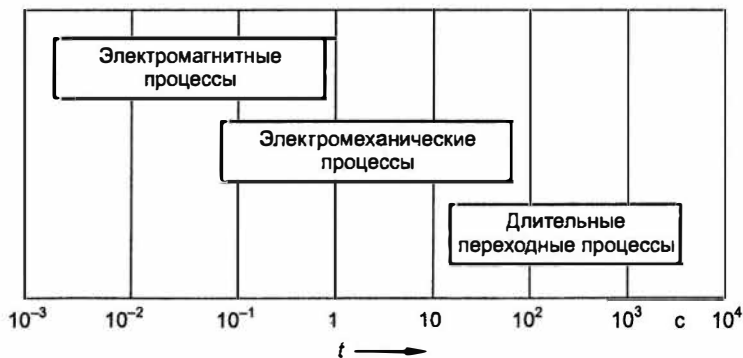 Электромагнитные
процессы
Электромеханические
процессы
Длительные
переходные процессы
10⁻³ 10⁻² 10⁻¹ 1 10 10² 10³ с 10⁴
t